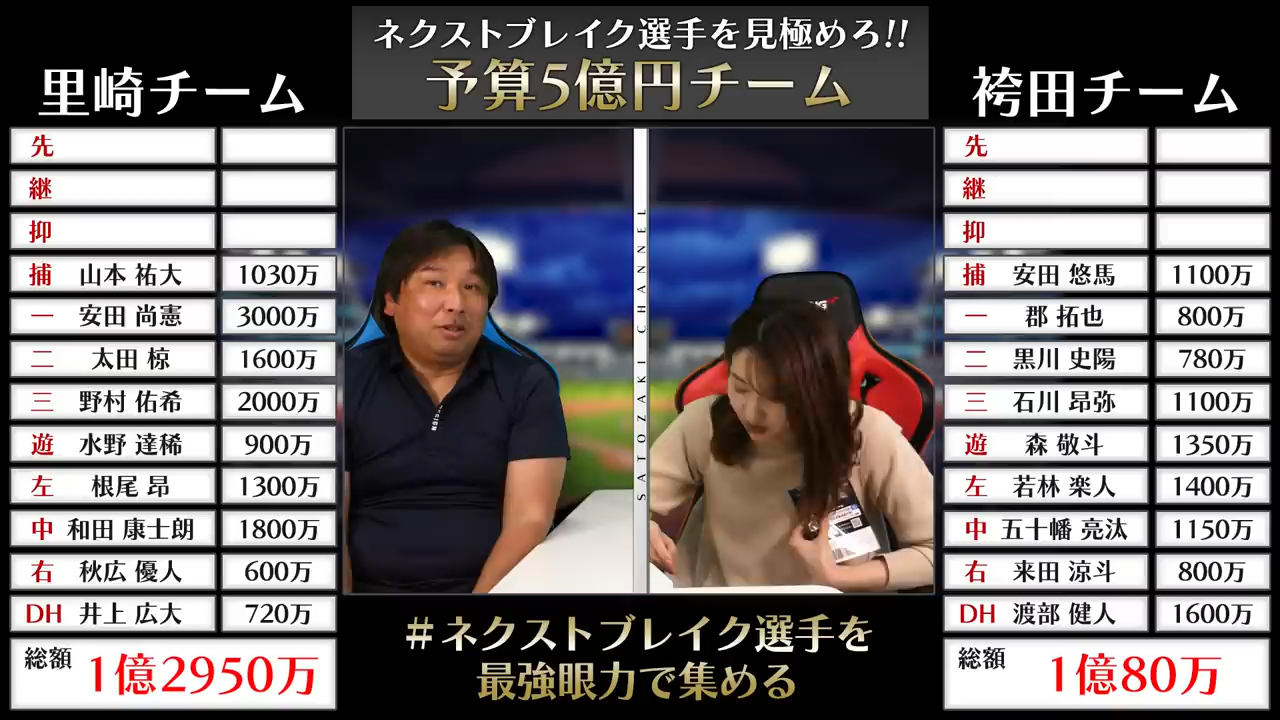 ネクストブレイク選手を見極めろ!!
予算5億円チーム
里崎チーム
先
継
抑
捕 山本 祐大 1030万
一 安田 尚憲 3000万
二 太田 椋 1600万
三 野村 佑希 2000万
遊 水野 達稀 900万
左 根尾 昂 1300万
中 和田 康士朗 1800万
右 秋広 優人 600万
DH 井上 広大 720万
総額 1億2950万
SATOZAKI CHANNEL
袴田チーム
先
継
抑
捕 安田 悠馬 1100万
一 郡 拓也 800万
二 黒川 史陽 780万
三 石川 昂弥 1100万
遊 森 敬斗 1350万
左 若林 楽人 1400万
中 五十幡 亮汰 1150万
右 来田 涼斗 800万
DH 渡部 健人 1600万
総額 1億80万
#ネクストブレイク選手を
最強眼力で集める